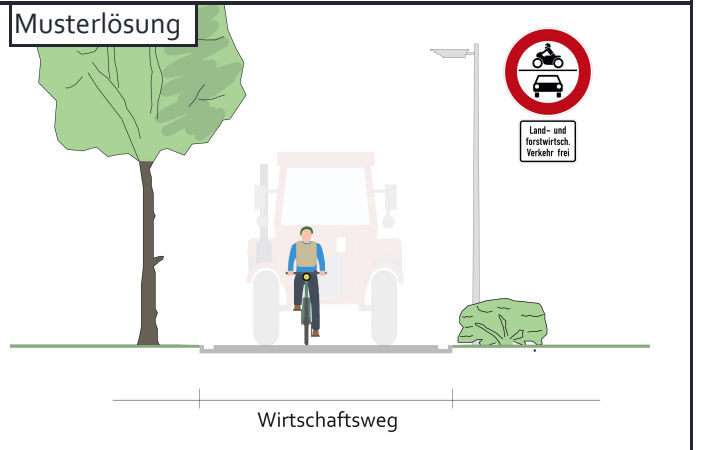 Musterlösung
Land- und
forstwirtsch.
Verkehr frei
Wirtschaftsweg